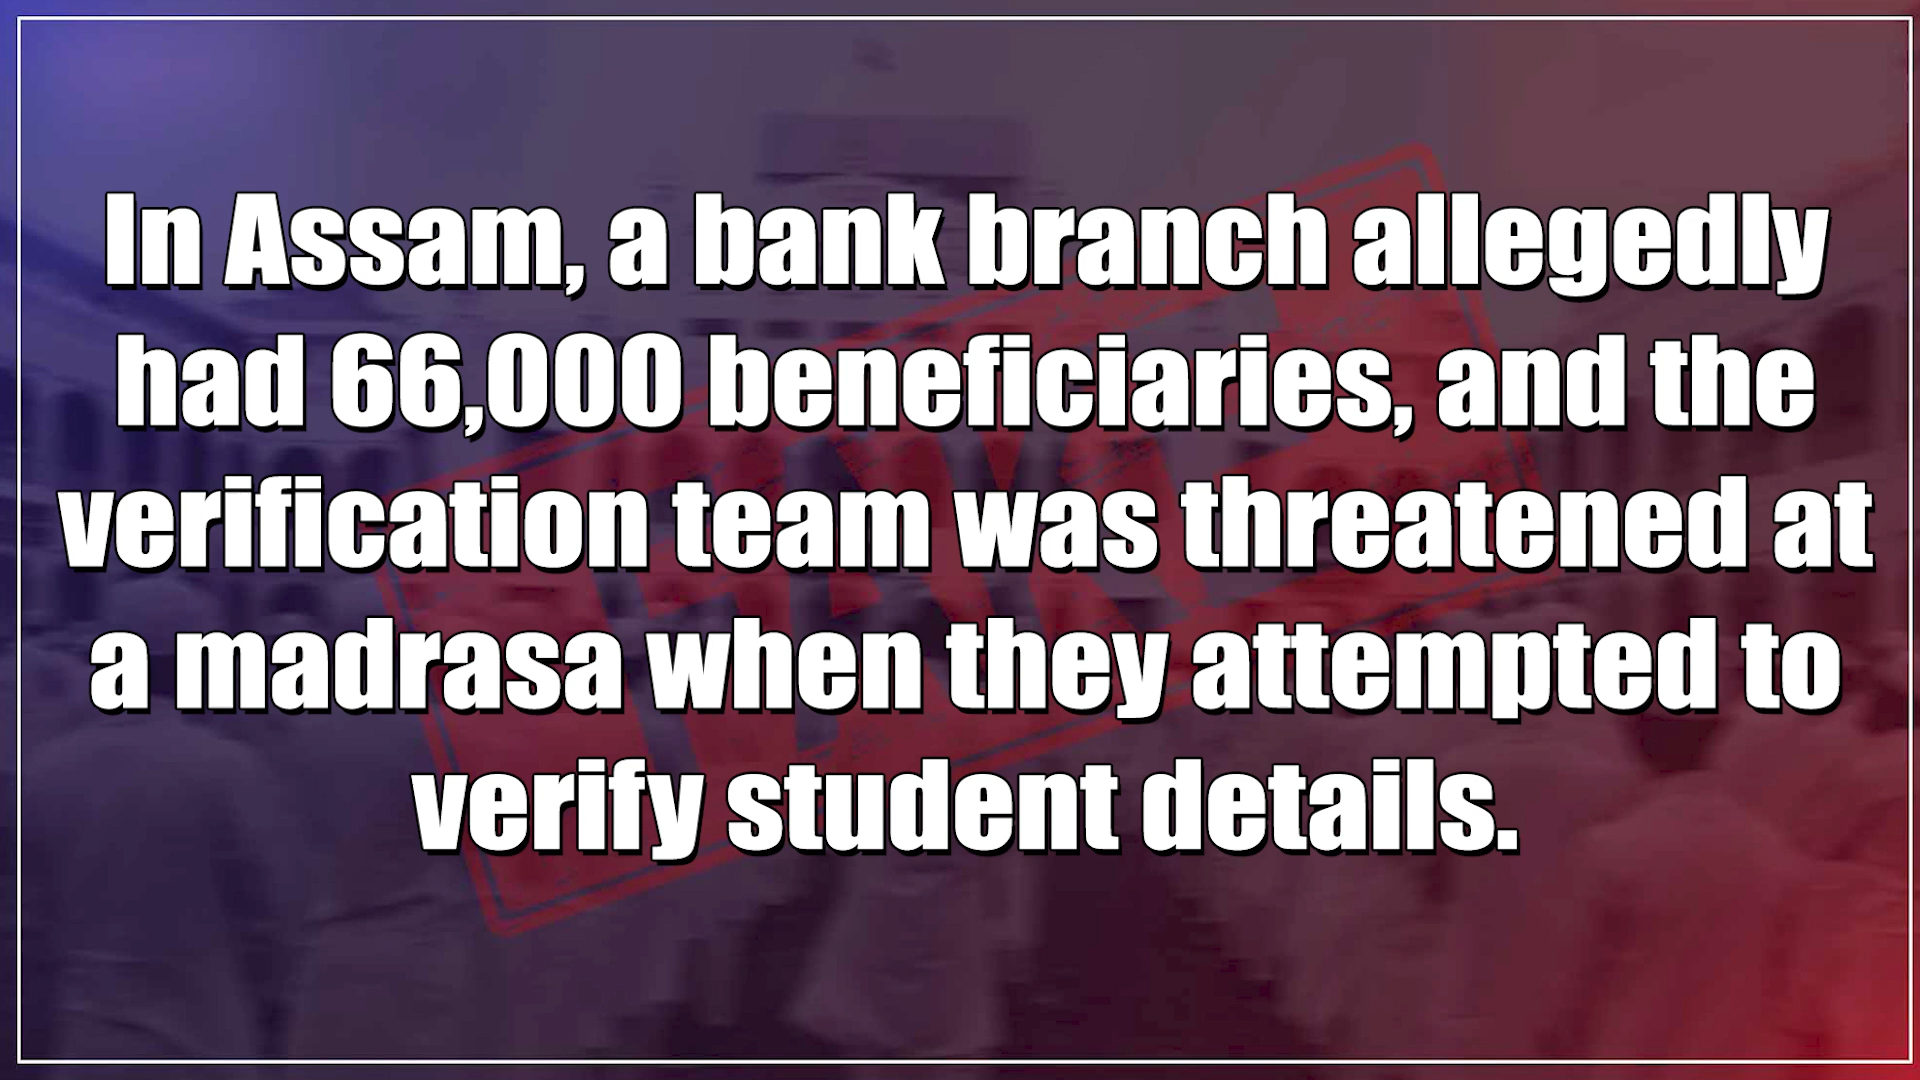 In Assam, a bank branch allegedly
had 66,000 beneficiaries, and the
verification team was threatened at
a madrasa when they attempted to
verify student details.